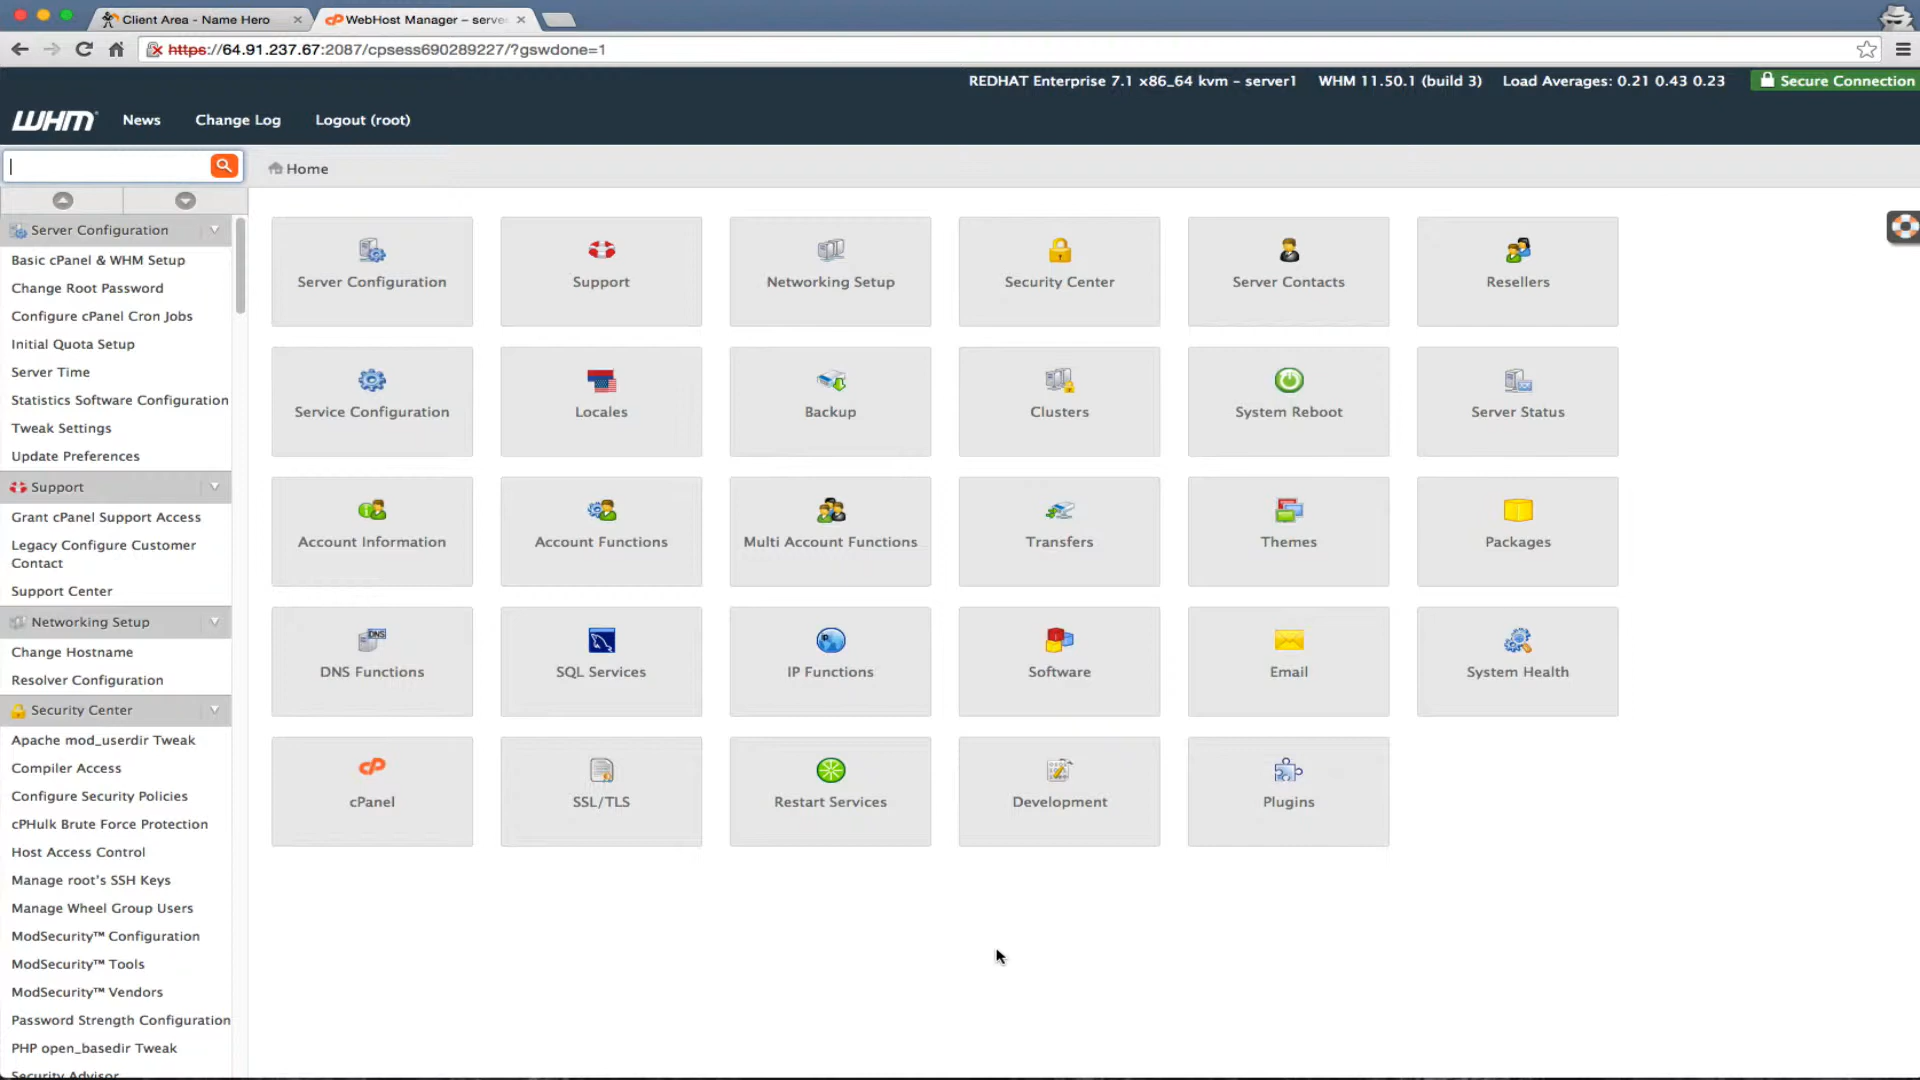 Client Area - Name Hero
WebHost Manager – serve
https://64.91.237.67:2087/cpsess690289227/?gswdone=1
REDHAT Enterprise 7.1 x86_64 kvm – server1 WHM 11.50.1 (build 3) Load Averages: 0.21 0.43 0.23 Secure Connection
WHM News Change Log Logout (root)
Home
Server Configuration
Basic cPanel & WHM Setup
Change Root Password
Configure cPanel Cron Jobs
Initial Quota Setup
Server Time
Statistics Software Configuration
Tweak Settings
Update Preferences
Support
Grant cPanel Support Access
Legacy Configure Customer
Contact
Support Center
Networking Setup
Change Hostname
Resolver Configuration
Security Center
Apache mod_userdir Tweak
Compiler Access
Configure Security Policies
cPHulk Brute Force Protection
Host Access Control
Manage root's SSH Keys
Manage Wheel Group Users
ModSecurity™ Configuration
ModSecurity™ Tools
ModSecurity™ Vendors
Password Strength Configuration
PHP open_basedir Tweak
Security Advisor
Server Configuration
Support
Networking Setup
Security Center
Server Contacts
Resellers
Service Configuration
Locales
Backup
Clusters
System Reboot
Server Status
Account Information
Account Functions
Multi Account Functions
Transfers
Themes
Packages
DNS
DNS Functions
SQL Services
IP Functions
Software
Email
System Health
cPanel
SSL/TLS
Restart Services
Development
Plugins